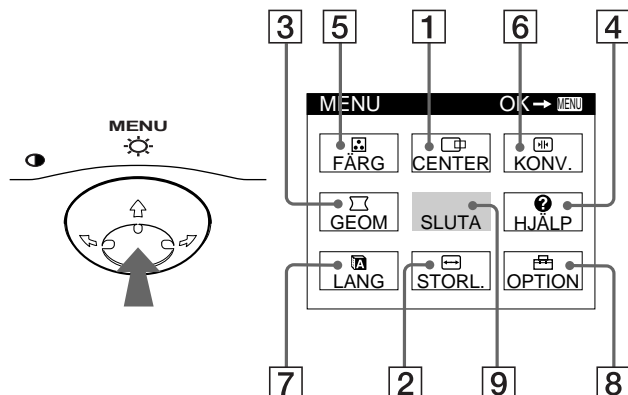 3 5 1 6 4
MENU
MENU OK→ MENU
FÄRG CENTER KONV.
GEOM SLUTA HJÄLP
LANG STORL. OPTION
7 2 9 8